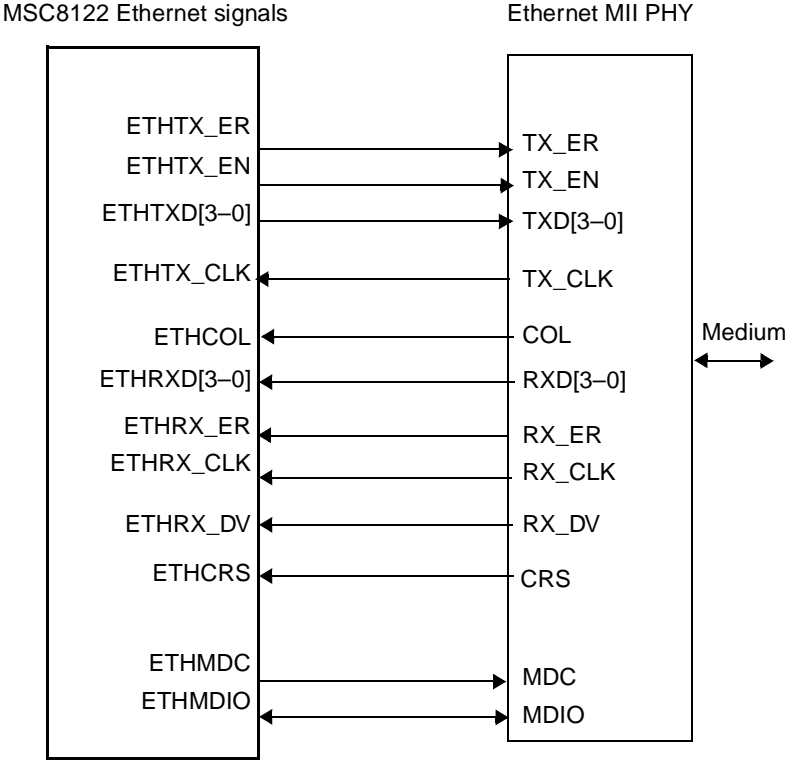 MSC8122 Ethernet signals
Ethernet MII PHY
ETHTX_ER
TX_ER
ETHTX_EN
TX_EN
ETHTXD[3–0]
TXD[3–0]
ETHTX_CLK
TX_CLK
ETHCOL
COL
Medium
ETHRXD[3–0]
RXD[3–0]
ETHRX_ER
RX_ER
ETHRX_CLK
RX_CLK
ETHRX_DV
RX_DV
ETHCRS
CRS
ETHMDC
MDC
ETHMDIO
MDIO